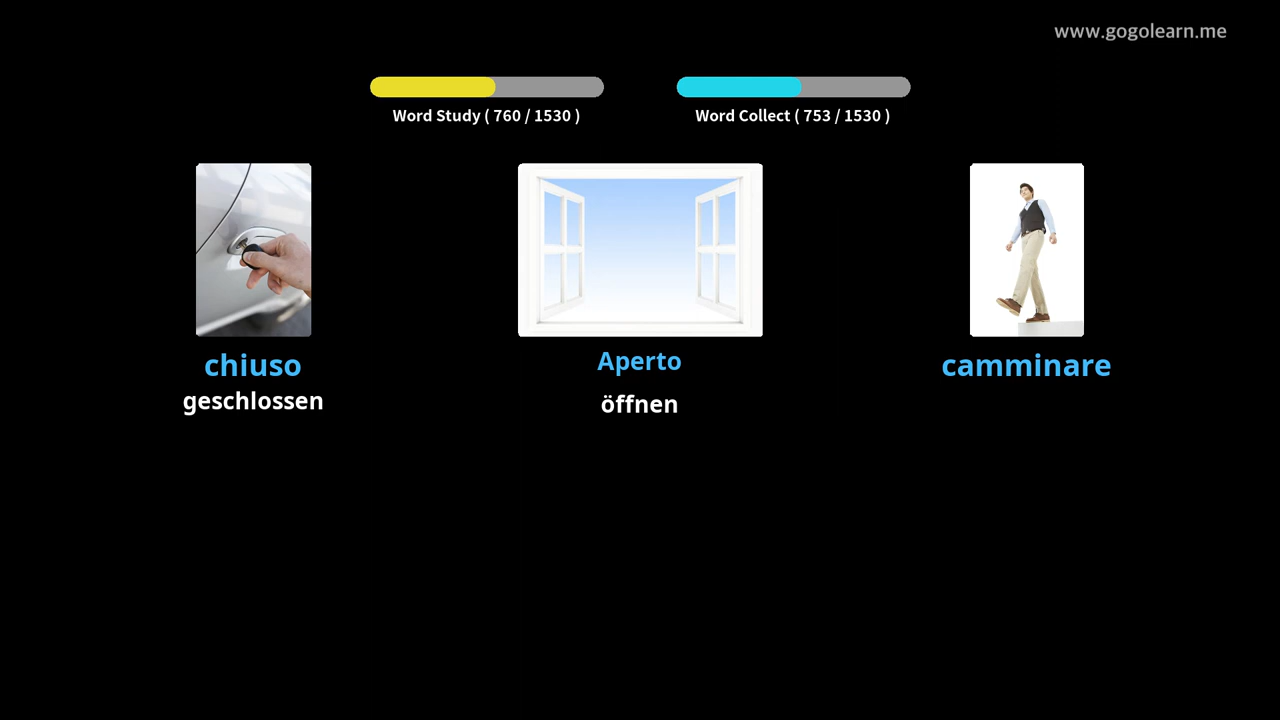 www.gogolearn.me
Word Study ( 760 / 1530 )
Word Collect ( 753 / 1530 )
chiuso
geschlossen
Aperto
öffnen
camminare